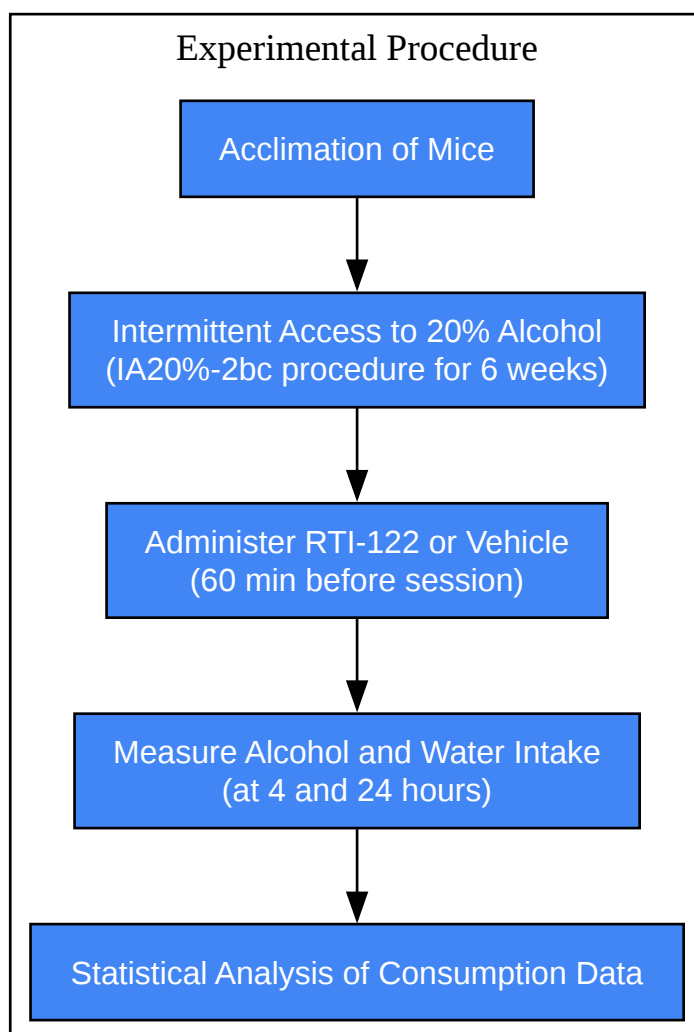 Experimental Procedure
Acclimation of Mice
Intermittent Access to 20% Alcohol
(IA20%-2bc procedure for 6 weeks)
Administer RTI-122 or Vehicle
(60 min before session)
Measure Alcohol and Water Intake
(at 4 and 24 hours)
Statistical Analysis of Consumption Data